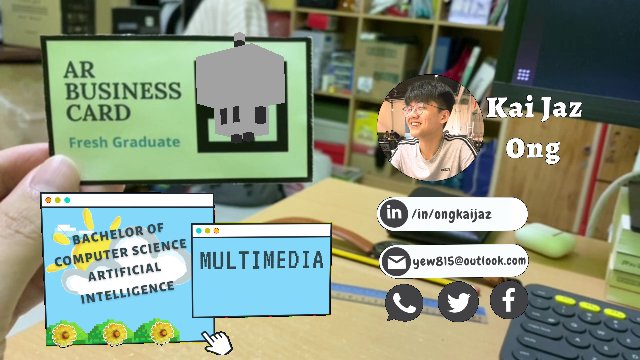 AR
BUSINESS
CARD
Fresh Graduate
Kai Jaz
Ong
in /in/ongkaijaz
yew815@outlook.com
BACHELOR OF
COMPUTER SCIENCE
ARTIFICIAL
INTELLIGENCE
MULTIMEDIA